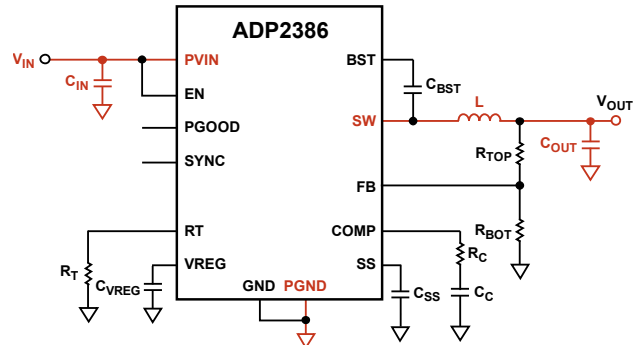 ADP2386
VIN
CIN
PVIN
EN
PGOOD
SYNC
RT
VREG
RT
CVREG
GND
PGND
BST
CBST
SW
L
VOUT
COUT
RTOP
FB
RBOT
COMP
RC
SS
CSS
CC